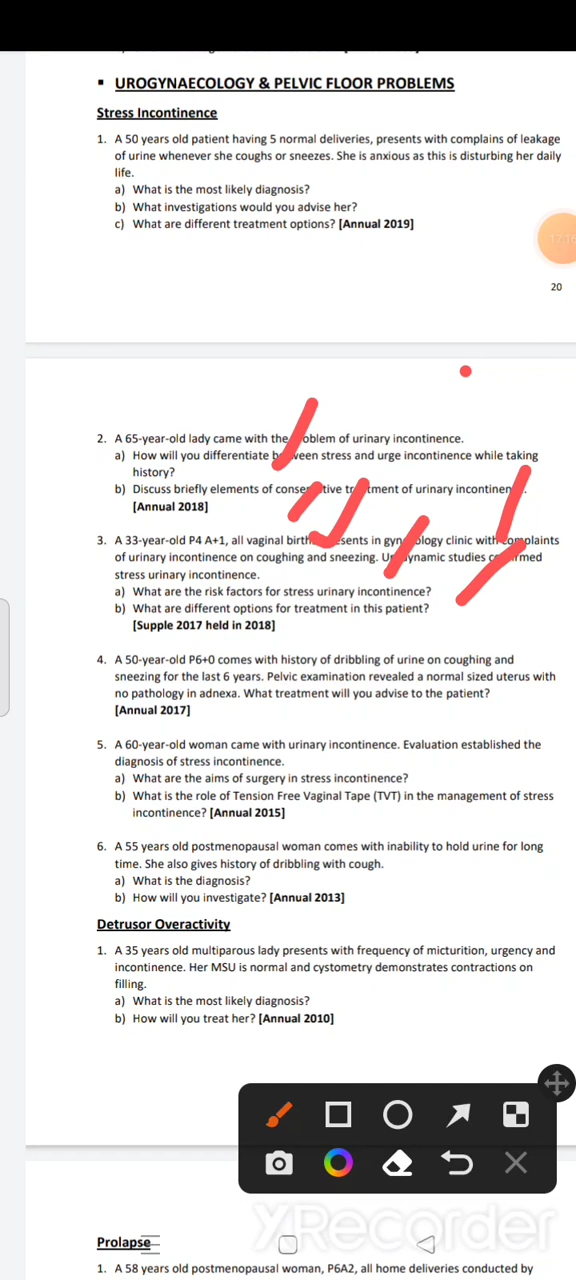 ▪ UROGYNAECOLOGY & PELVIC FLOOR PROBLEMS
Stress Incontinence
1. A 50 years old patient having 5 normal deliveries, presents with complains of leakage
of urine whenever she coughs or sneezes. She is anxious as this is disturbing her daily
life.
a) What is the most likely diagnosis?
b) What investigations would you advise her?
c) What are different treatment options? [Annual 2019]
17:16
20
2. A 65-year-old lady came with the problem of urinary incontinence.
a) How will you differentiate between stress and urge incontinence while taking
history?
b) Discuss briefly elements of conservative treatment of urinary incontinence.
[Annual 2018]
3. A 33-year-old P4 A+1, all vaginal births presents in gynecology clinic with complaints
of urinary incontinence on coughing and sneezing. Urodynamic studies confirmed
stress urinary incontinence.
a) What are the risk factors for stress urinary incontinence?
b) What are different options for treatment in this patient?
[Supple 2017 held in 2018]
4. A 50-year-old P6+0 comes with history of dribbling of urine on coughing and
sneezing for the last 6 years. Pelvic examination revealed a normal sized uterus with
no pathology in adnexa. What treatment will you advise to the patient?
[Annual 2017]
5. A 60-year-old woman came with urinary incontinence. Evaluation established the
diagnosis of stress incontinence.
a) What are the aims of surgery in stress incontinence?
b) What is the role of Tension Free Vaginal Tape (TVT) in the management of stress
incontinence? [Annual 2015]
6. A 55 years old postmenopausal woman comes with inability to hold urine for long
time. She also gives history of dribbling with cough.
a) What is the diagnosis?
b) How will you investigate? [Annual 2013]
Detrusor Overactivity
1. A 35 years old multiparous lady presents with frequency of micturition, urgency and
incontinence. Her MSU is normal and cystometry demonstrates contractions on
filling.
a) What is the most likely diagnosis?
b) How will you treat her? [Annual 2010]
XRecorder
Prolapse
1. A 58 years old postmenopausal woman, P6A2, all home deliveries conducted by